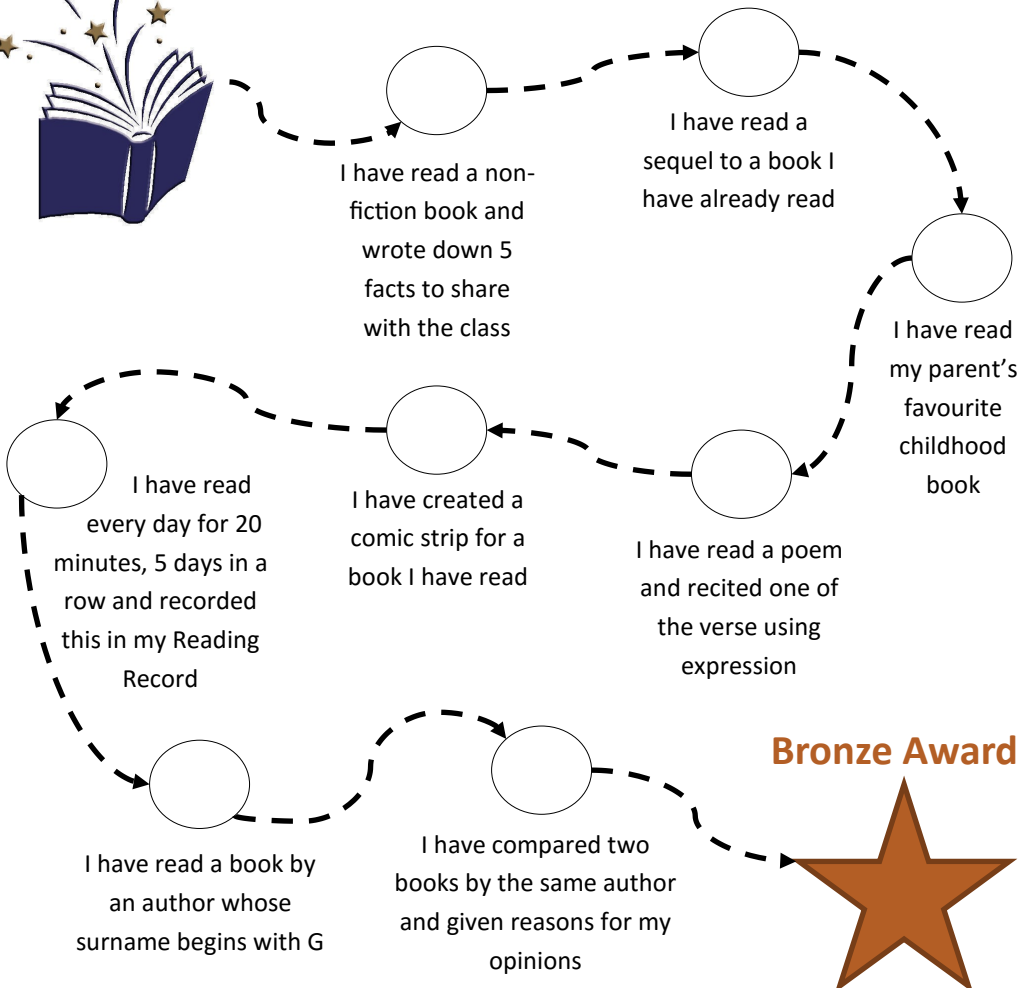 I have read a non-
fiction book and
wrote down 5
facts to share
with the class
I have read a
sequel to a book I
have already read
I have read
my parent's
favourite
childhood
book
I have read a poem
and recited one of
the verse using
expression
I have created a
comic strip for a
book I have read
I have read
every day for 20
minutes, 5 days in a
row and recorded
this in my Reading
Record
I have read a book by
an author whose
surname begins with G
I have compared two
books by the same author
and given reasons for my
opinions
Bronze Award